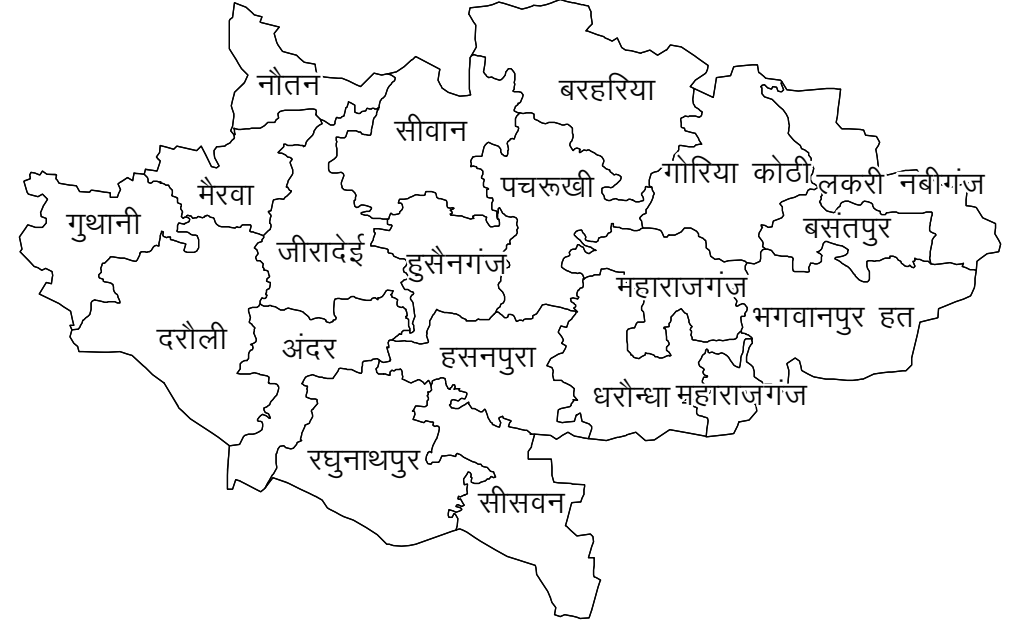 नौतन
बरहरिया
सीवान
गोरिया कोठी
लकरी नबीगंज
पचरूखी
मैरवा
गुथानी
बसंतपुर
जीरादेई
हुसैनगंज
महाराजगंज
भगवानपुर हत
दरौली
अंदर
हसनपुरा
धरौन्धा
महाराजगंज
रघुनाथपुर
सीसवन